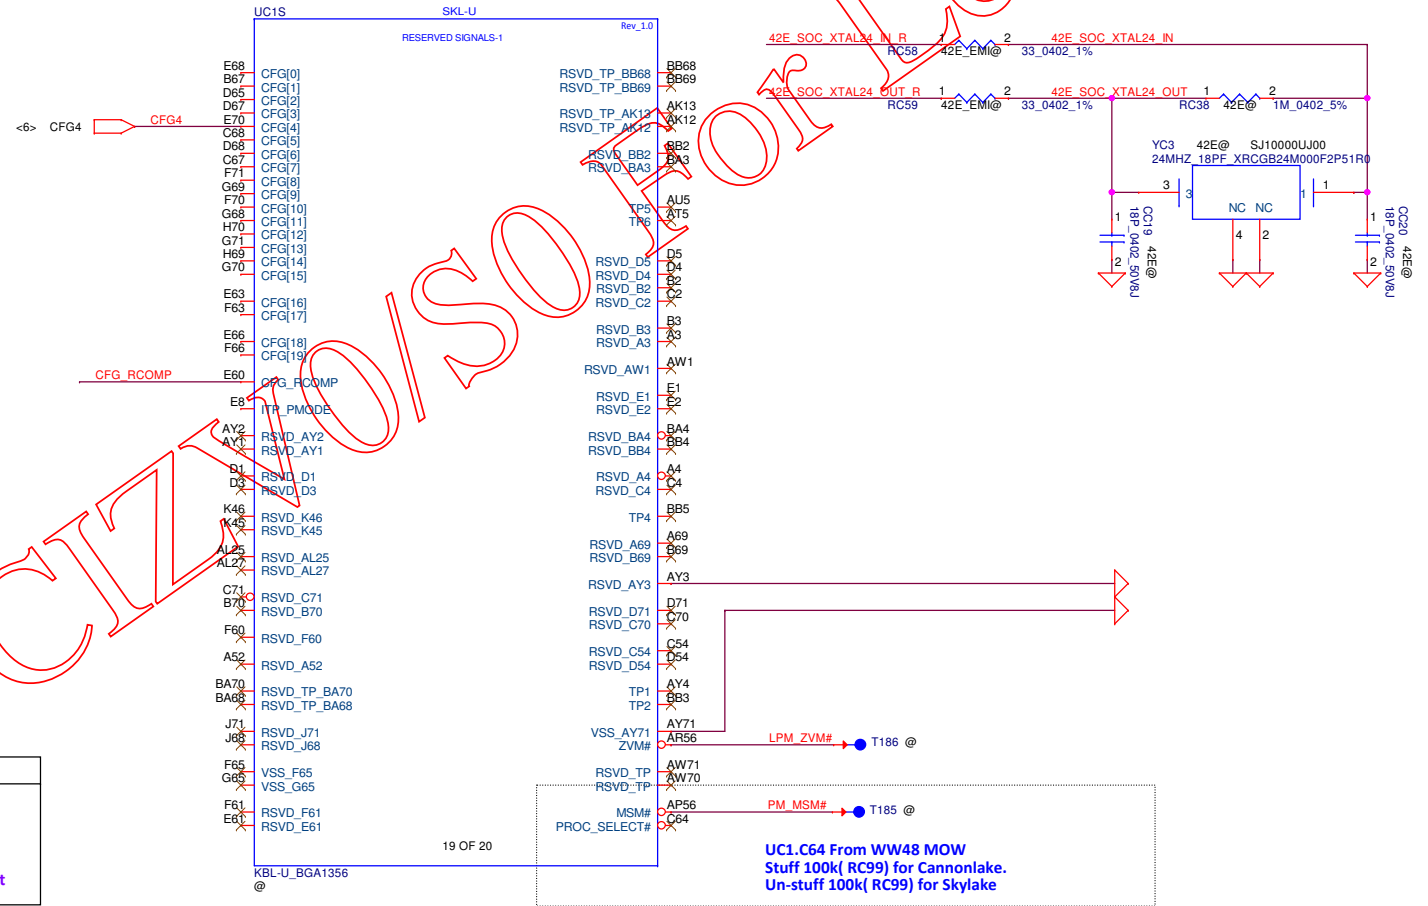 UC1S
SKL-U
Rev_1.0
RESERVED SIGNALS-1
<6>
CFG4
CFG4
E68
CFG[0]
B67
CFG[1]
D65
CFG[2]
D67
CFG[3]
E70
CFG[4]
C68
CFG[5]
D68
CFG[6]
C67
CFG[7]
F71
CFG[8]
G69
CFG[9]
F70
CFG[10]
G68
CFG[11]
H70
CFG[12]
G71
CFG[13]
H69
CFG[14]
G70
CFG[15]
E63
CFG[16]
F63
CFG[17]
E66
CFG[18]
F66
CFG[19]
CFG_RCOMP
E60
CFG_RCOMP
E8
ITP_PMODE
AY2
RSVD_AY2
AY1
RSVD_AY1
D1
RSVD_D1
D3
RSVD_D3
K46
RSVD_K46
K45
RSVD_K45
AL25
RSVD_AL25
AL27
RSVD_AL27
C71
RSVD_C71
B70
RSVD_B70
F60
RSVD_F60
A52
RSVD_A52
BA70
RSVD_TP_BA70
BA68
RSVD_TP_BA68
J71
RSVD_J71
J68
RSVD_J68
F65
VSS_F65
G65
VSS_G65
F61
RSVD_F61
E61
RSVD_E61
RSVD_TP_BB68
BB68
RSVD_TP_BB69
BB69
RSVD_TP_AK13
AK13
RSVD_TP_AK12
AK12
RSVD_BB2
BB2
RSVD_BA3
BA3
TP5
AU5
TP6
AT5
RSVD_D5
D5
RSVD_D4
D4
RSVD_B2
B2
RSVD_C2
C2
RSVD_B3
B3
RSVD_A3
A3
RSVD_AW1
AW1
RSVD_E1
E1
RSVD_E2
E2
RSVD_BA4
BA4
RSVD_BB4
BB4
RSVD_A4
A4
RSVD_C4
C4
TP4
BB5
RSVD_A69
A69
RSVD_B69
B69
RSVD_AY3
AY3
RSVD_D71
D71
RSVD_C70
C70
RSVD_C54
C54
RSVD_D54
D54
TP1
AY4
TP2
BB3
VSS_AY71
AY71
ZVM#
AR56
LPM_ZVM#
T186 @
RSVD_TP
AW71
RSVD_TP
AW70
MSM#
AP56
PM_MSM#
T185 @
PROC_SELECT#
C64
19 OF 20
KBL-U_BGA1356
@
UC1.C64 From WW48 MOW
Stuff 100k( RC99) for Cannonlake.
Un-stuff 100k( RC99) for Skylake
42E_SOC_XTAL24_IN_R
1
2
42E_SOC_XTAL24_IN
RC58
42E_EMI@
33_0402_1%
42E_SOC_XTAL24_OUT_R
1
2
42E_SOC_XTAL24_OUT
RC59
42E_EMI@
33_0402_1%
1
2
RC38
42E@
1M_0402_5%
YC3
42E@
SJ10000UJ00
24MHZ_18PF_XRCGB24M000F2P51R0
3
3
1
1
NC NC
4
2
1
2
CC19 42E@
18P_0402_50V8J
1
2
CC20 42E@
18P_0402_50V8J
t